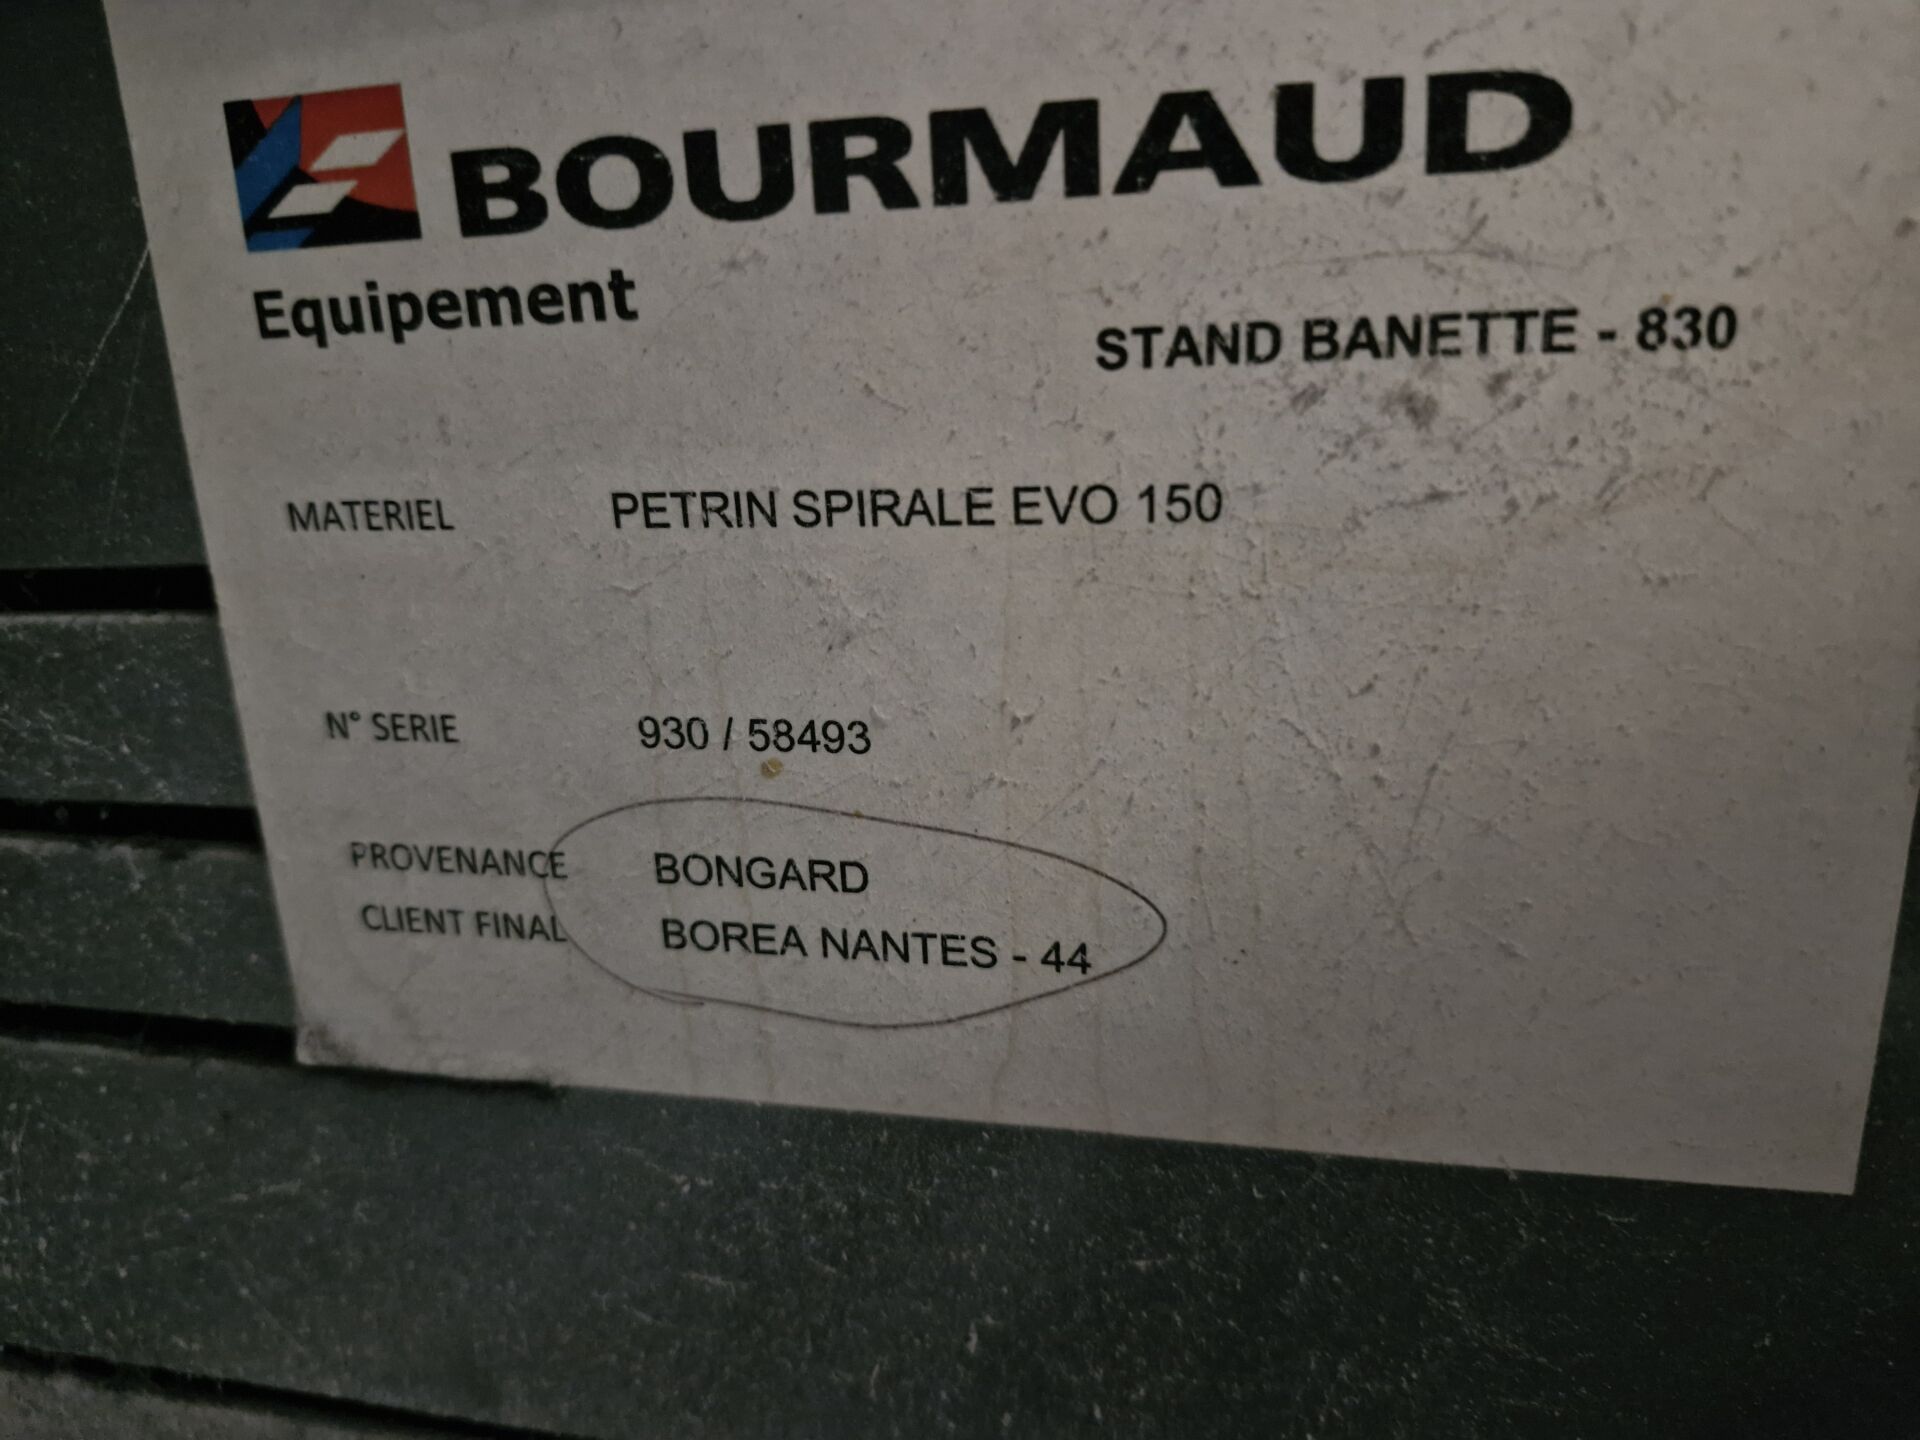 BOURMAUD
Equipement
STAND BANETTE - 830
MATERIEL PETRIN SPIRALE EVO 150
N° SERIE 930 / 58493
PROVENANCE BONGARD
CLIENT FINAL BOREA NANTES - 44